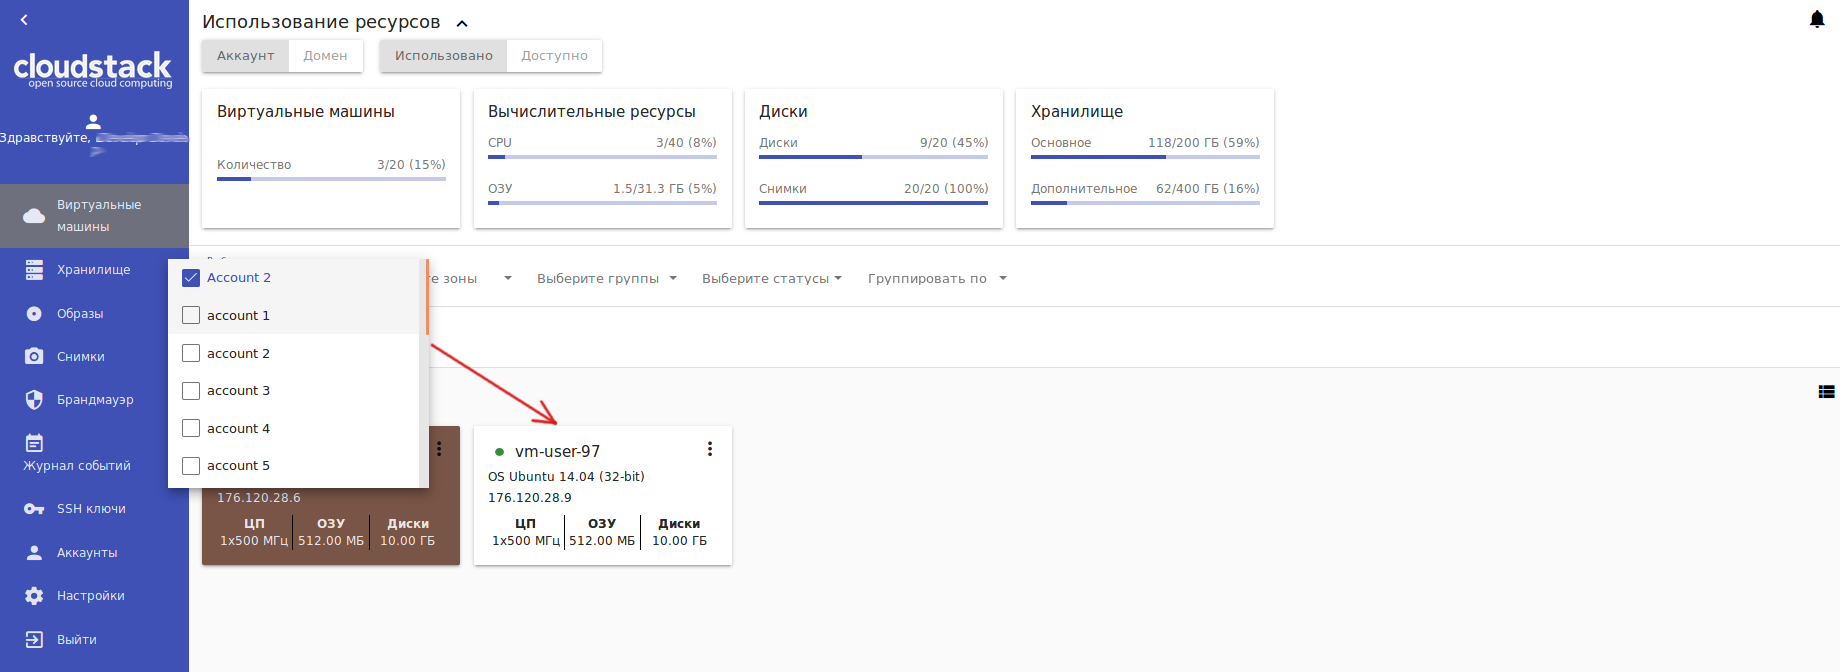 Использование ресурсов
Аккаунт Домен Использовано Доступно
cloudstack
open source cloud computing
Здравствуйте,
Виртуальные машины
Количество 3/20 (15%)
Вычислительные ресурсы
CPU 3/40 (8%)
ОЗУ 1.5/31.3 ГБ (5%)
Диски
Диски 9/20 (45%)
Снимки 20/20 (100%)
Хранилище
Основное 118/200 ГБ (59%)
Дополнительное 62/400 ГБ (16%)
Виртуальные
машины
Хранилище
Образы
Снимки
Брандмауэр
Журнал событий
SSH ключи
Аккаунты
Настройки
Выйти
Account 2
account 1
account 2
account 3
account 4
account 5
зоны Выберите группы Выберите статусы Группировать по
176.120.28.6
ЦП ОЗУ Диски
1x500 МГц 512.00 МБ 10.00 ГБ
vm-user-97
OS Ubuntu 14.04 (32-bit)
176.120.28.9
ЦП ОЗУ Диски
1x500 МГц 512.00 МБ 10.00 ГБ